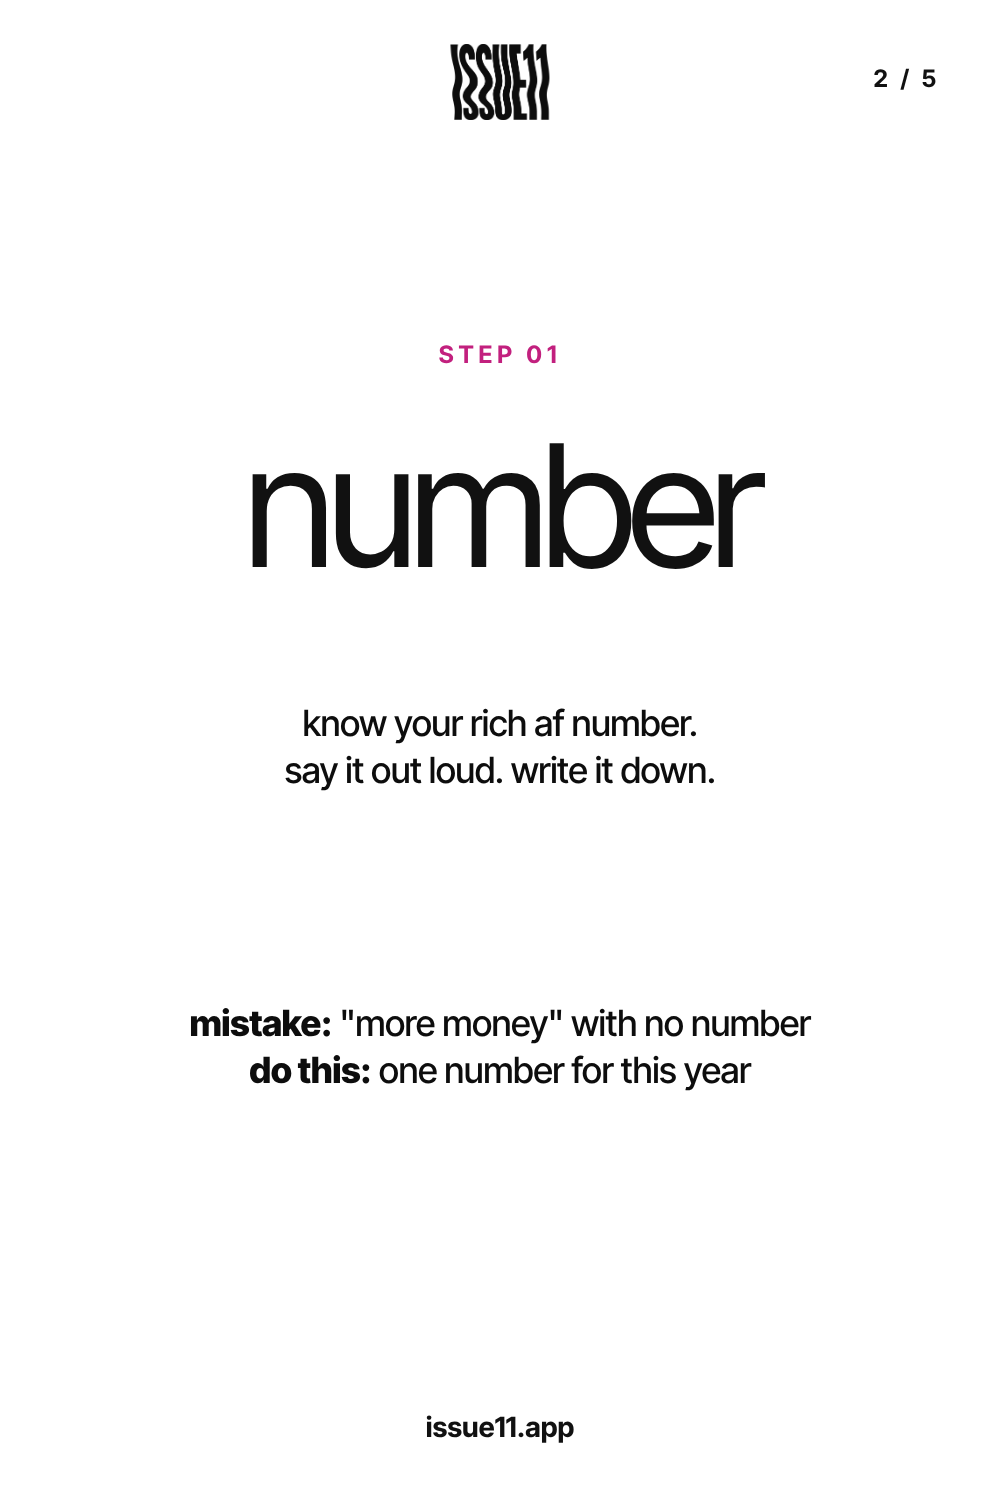 ISSUE11
2 / 5
STEP 01
number
know your rich af number.
say it out loud. write it down.
mistake: "more money" with no number
do this: one number for this year
issue11.app